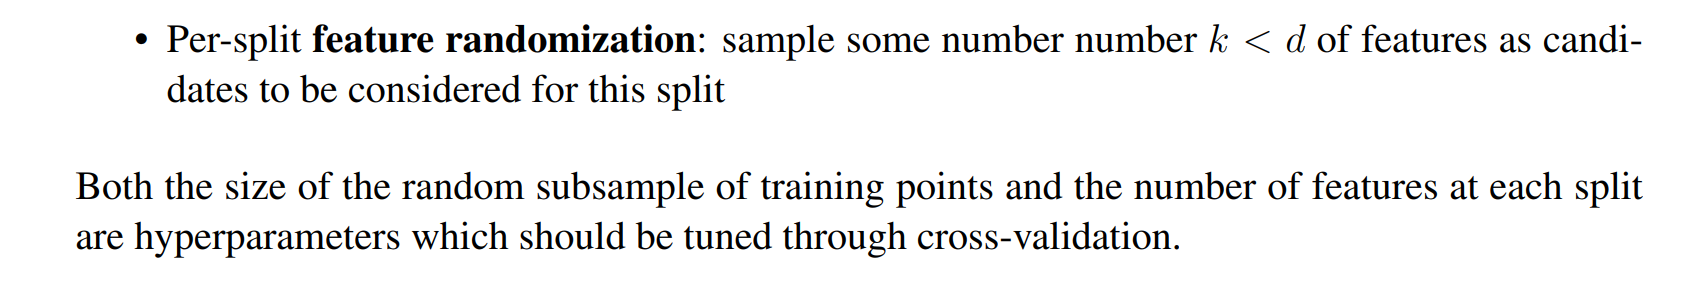 • Per-split feature randomization: sample some number number k < d of features as candi-
dates to be considered for this split
Both the size of the random subsample of training points and the number of features at each split
are hyperparameters which should be tuned through cross-validation.